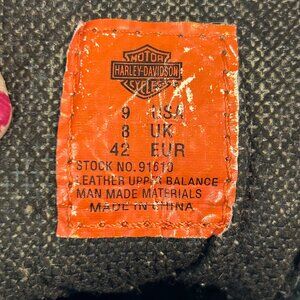 MOTOR
HARLEY-DAVIDSON
CYCLES
9 USA
8 UK
42 EUR
STOCK NO. 91610
LEATHER UPPER BALANCE
MAN MADE MATERIALS
MADE IN CHINA